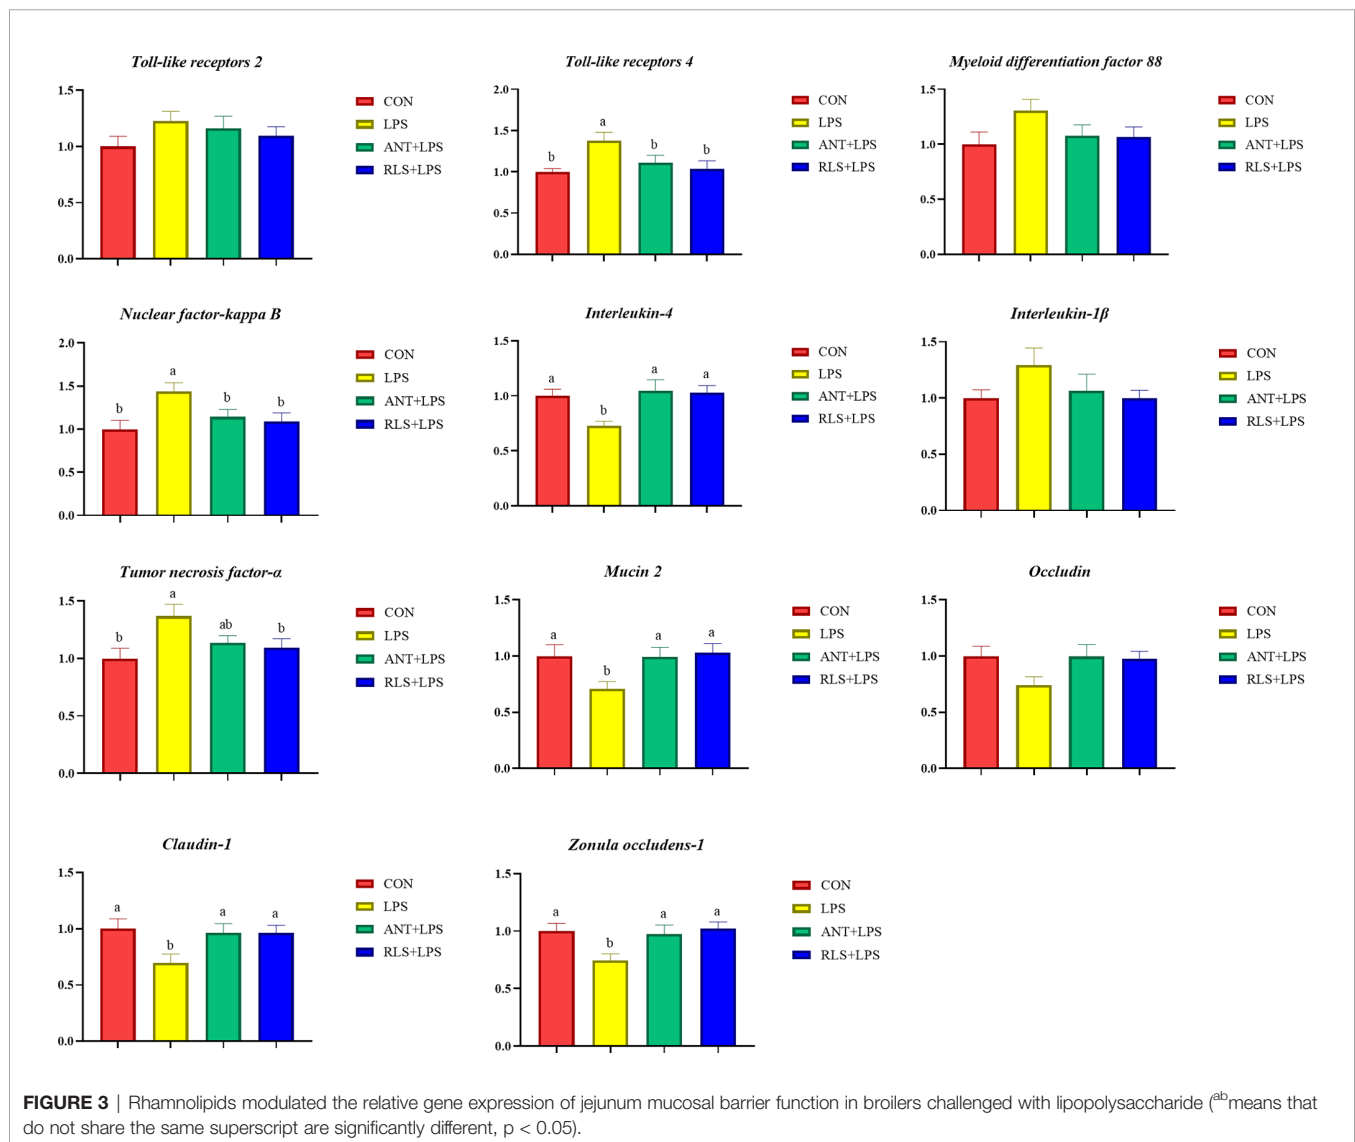 Toll-like receptors 2
1.5
1.0
0.5
0.0
CON
LPS
ANT+LPS
RLS+LPS
Toll-like receptors 4
2.0
1.5
1.0
0.5
0.0
b
a
b
b
CON
LPS
ANT+LPS
RLS+LPS
Myeloid differentiation factor 88
1.5
1.0
0.5
0.0
CON
LPS
ANT+LPS
RLS+LPS
Nuclear factor-kappa B
2.0
1.5
1.0
0.5
0.0
b
a
b
b
CON
LPS
ANT+LPS
RLS+LPS
Interleukin-4
1.5
1.0
0.5
0.0
a
b
a
a
CON
LPS
ANT+LPS
RLS+LPS
Interleukin-1β
1.5
1.0
0.5
0.0
CON
LPS
ANT+LPS
RLS+LPS
Tumor necrosis factor-α
1.5
1.0
0.5
0.0
b
a
ab
b
CON
LPS
ANT+LPS
RLS+LPS
Mucin 2
1.5
1.0
0.5
0.0
a
b
a
a
CON
LPS
ANT+LPS
RLS+LPS
Occludin
1.5
1.0
0.5
0.0
CON
LPS
ANT+LPS
RLS+LPS
Claudin-1
1.5
1.0
0.5
0.0
a
b
a
a
CON
LPS
ANT+LPS
RLS+LPS
Zonula occludens-1
1.5
1.0
0.5
0.0
a
b
a
a
CON
LPS
ANT+LPS
RLS+LPS
FIGURE 3 | Rhamnolipids modulated the relative gene expression of jejunum mucosal barrier function in broilers challenged with lipopolysaccharide (ab means that
do not share the same superscript are significantly different, p < 0.05).